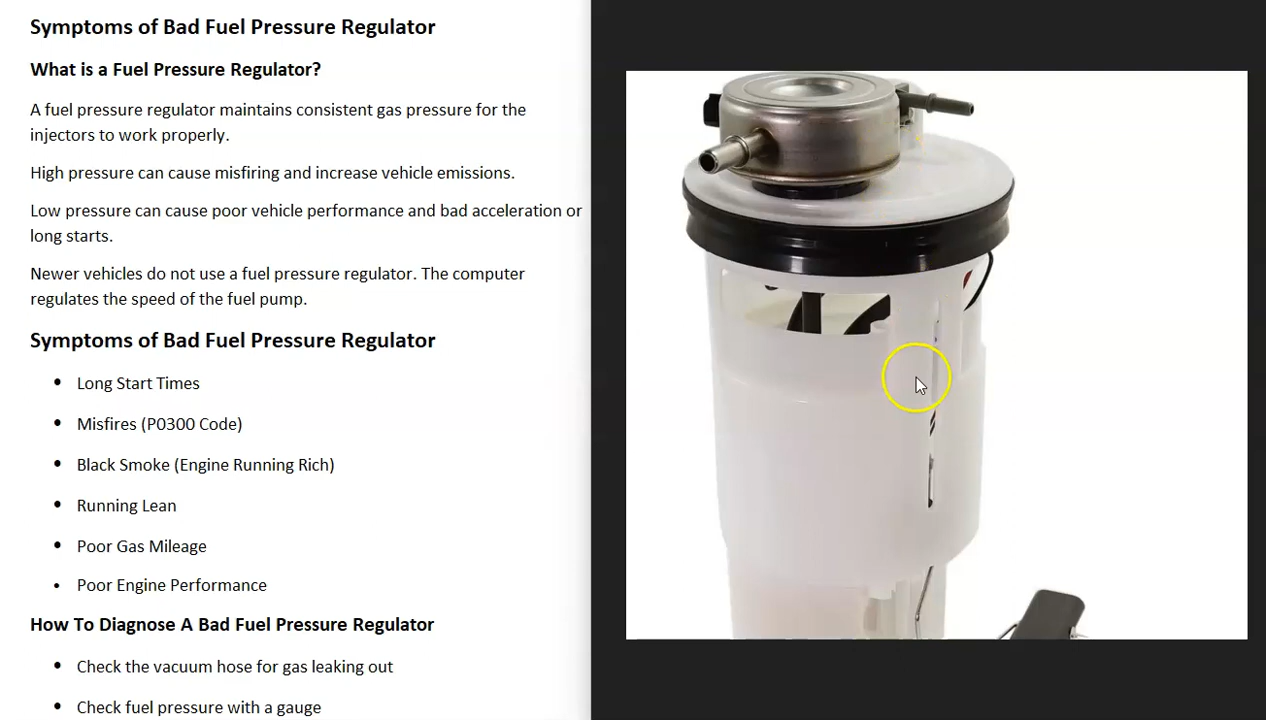 Symptoms of Bad Fuel Pressure Regulator
What is a Fuel Pressure Regulator?
A fuel pressure regulator maintains consistent gas pressure for the
injectors to work properly.
High pressure can cause misfiring and increase vehicle emissions.
Low pressure can cause poor vehicle performance and bad acceleration or
long starts.
Newer vehicles do not use a fuel pressure regulator. The computer
regulates the speed of the fuel pump.
Symptoms of Bad Fuel Pressure Regulator
• Long Start Times
• Misfires (P0300 Code)
• Black Smoke (Engine Running Rich)
• Running Lean
• Poor Gas Mileage
• Poor Engine Performance
How To Diagnose A Bad Fuel Pressure Regulator
• Check the vacuum hose for gas leaking out
• Check fuel pressure with a gauge